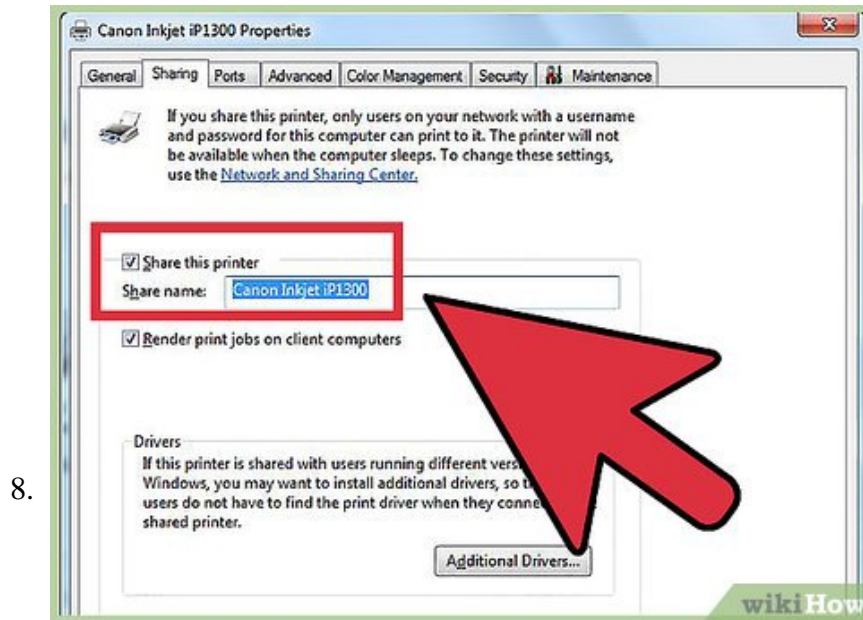 Canon Inkjet iP1300 Properties
General Sharing Ports Advanced Color Management Security Maintenance
If you share this printer, only users on your network with a username
and password for this computer can print to it. The printer will not
be available when the computer sleeps. To change these settings,
use the Network and Sharing Center.
Share this printer
Share name: Canon Inkjet iP1300
Render print jobs on client computers
Drivers
If this printer is shared with users running different
Windows, you may want to install additional drivers, so
users do not have to find the print driver when they
shared printer.
8.
Additional Drivers...
wikiHow